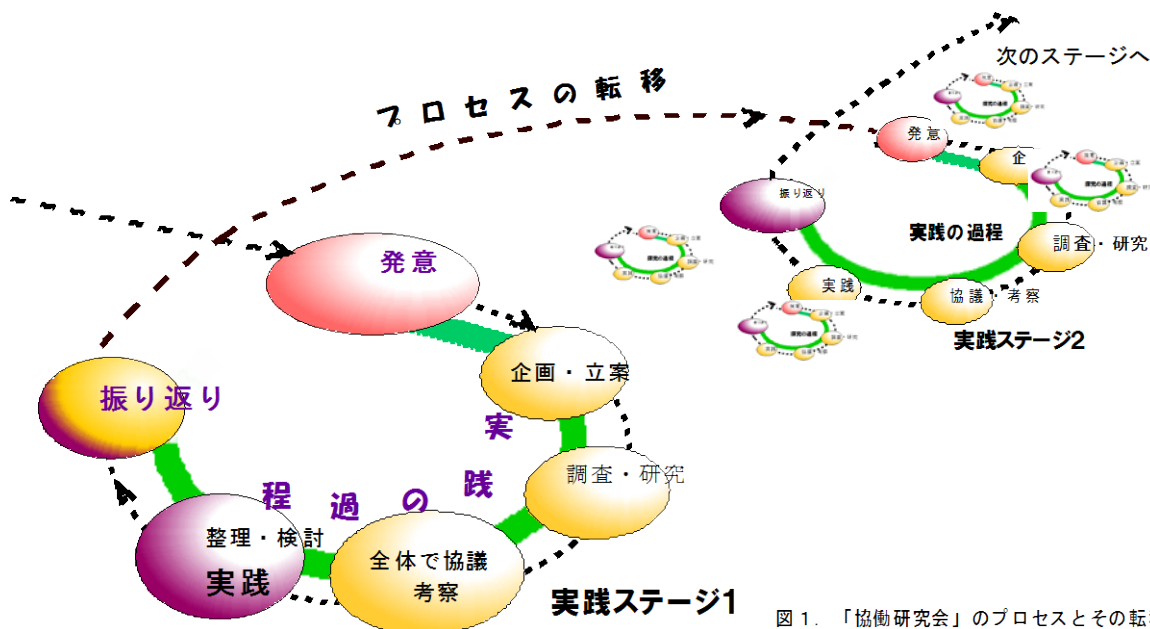 次のステージへ
プロセスの転移
発意
企
振り返り
実践の過程
調査・研究
実践
協議・考察
実践ステージ2
発意
企画・立案
振り返り
実践の過程
調査・研究
整理・検討
実践
全体で協議
考察
実践ステージ1
図1. 「協働研究会」のプロセスとその転